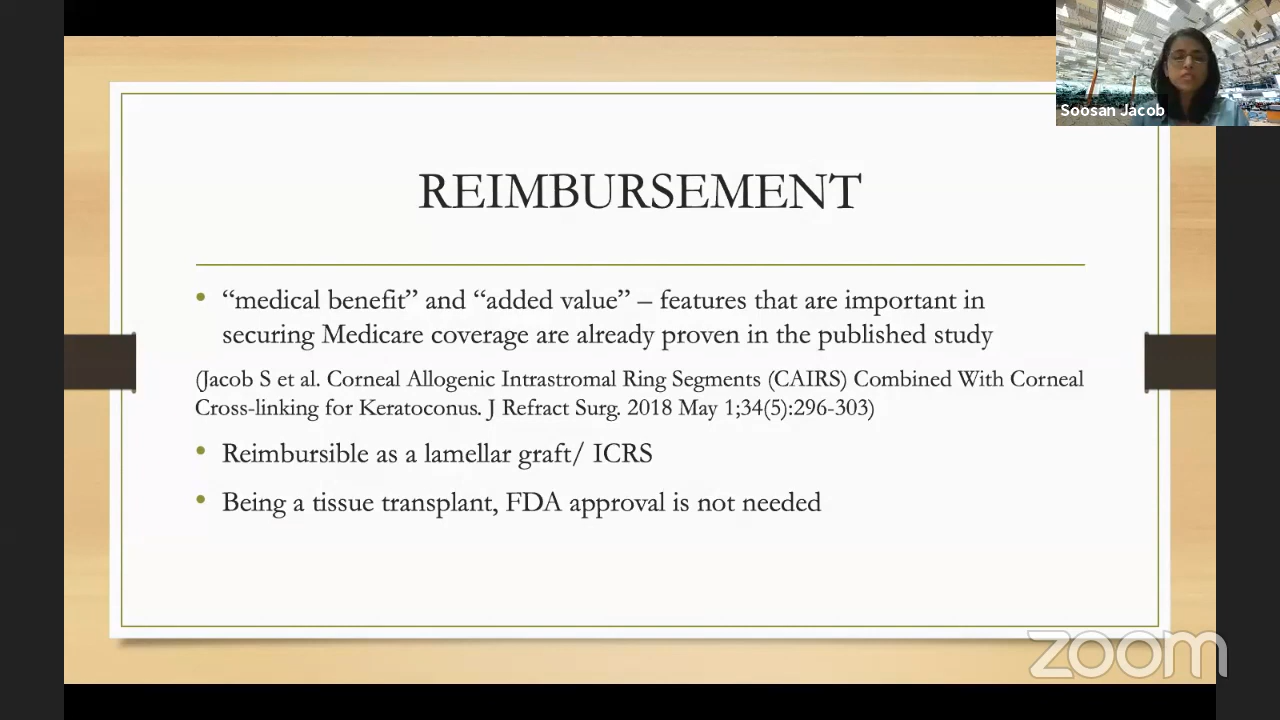 Soosan Jacob
REIMBURSEMENT
• “medical benefit” and “added value” – features that are important in
securing Medicare coverage are already proven in the published study
(Jacob S et al. Corneal Allogenic Intrastromal Ring Segments (CAIRS) Combined With Corneal
Cross-linking for Keratoconus. J Refract Surg. 2018 May 1;34(5):296-303)
• Reimbursible as a lamellar graft/ ICRS
• Being a tissue transplant, FDA approval is not needed
zoom